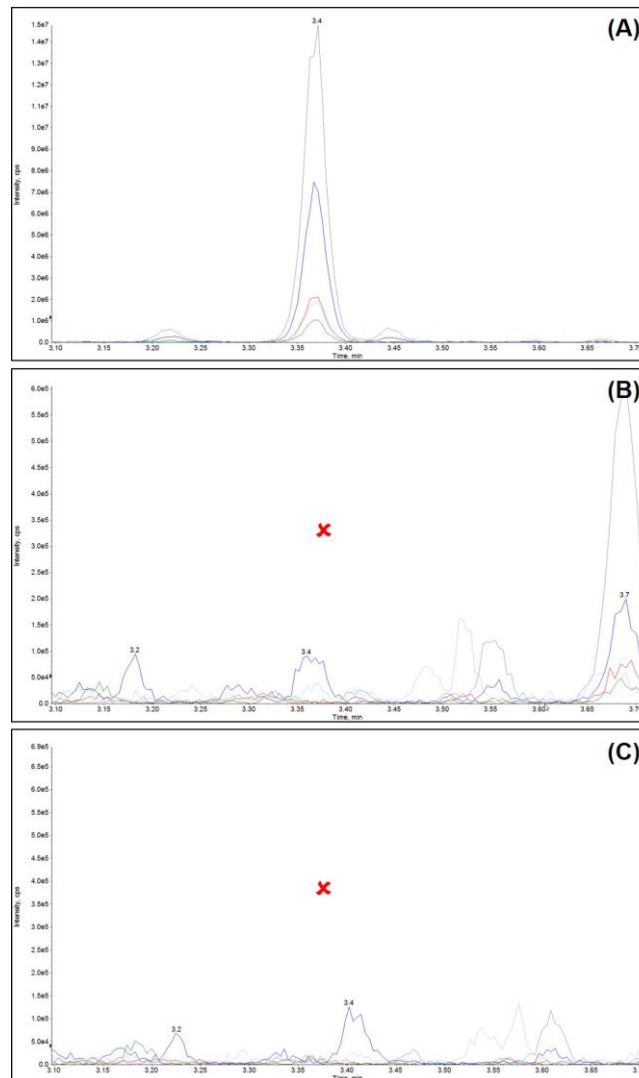 (A)
3.4
1.5e7
1.4e7
1.3e7
1.2e7
1.1e7
1.0e7
9.0e6
8.0e6
7.0e6
6.0e6
5.0e6
4.0e6
3.0e6
2.0e6
1.0e6
0.0
Intensity, cps
3.10 3.15 3.20 3.25 3.30 3.35 3.40 3.45 3.50 3.55 3.60 3.65 3.70
Time, min
(B)
6.0e5
5.5e5
5.0e5
4.5e5
4.0e5
3.5e5
3.0e5
2.5e5
2.0e5
1.5e5
1.0e5
5.0e4
0.0
Intensity, cps
3.2
3.4
3.7
3.10 3.15 3.20 3.25 3.30 3.35 3.40 3.45 3.50 3.55 3.60 3.65 3.70
Time, min
(C)
6.9e5
6.5e5
6.0e5
5.5e5
5.0e5
4.5e5
4.0e5
3.5e5
3.0e5
2.5e5
2.0e5
1.5e5
1.0e5
5.0e4
0.0
Intensity, cps
3.2
3.4
3.10 3.15 3.20 3.25 3.30 3.35 3.40 3.45 3.50 3.55 3.60 3.65 3.70
Time, min